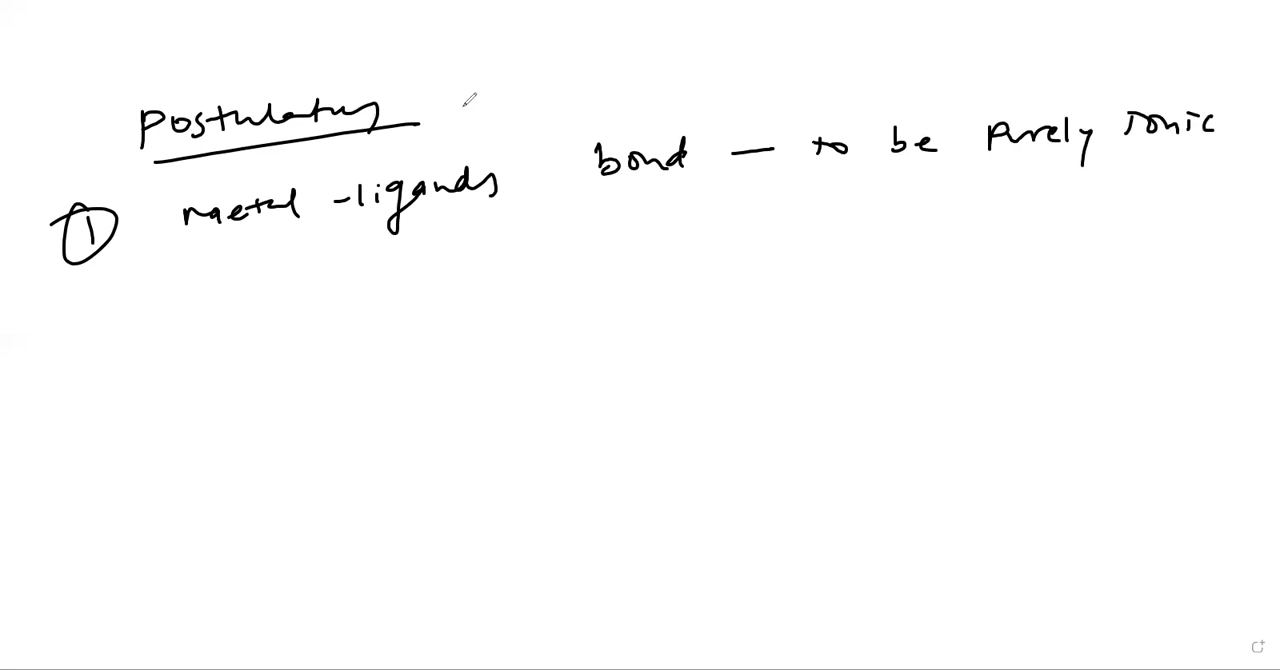 Postulates
① metal - ligands bond — to be purely ionic